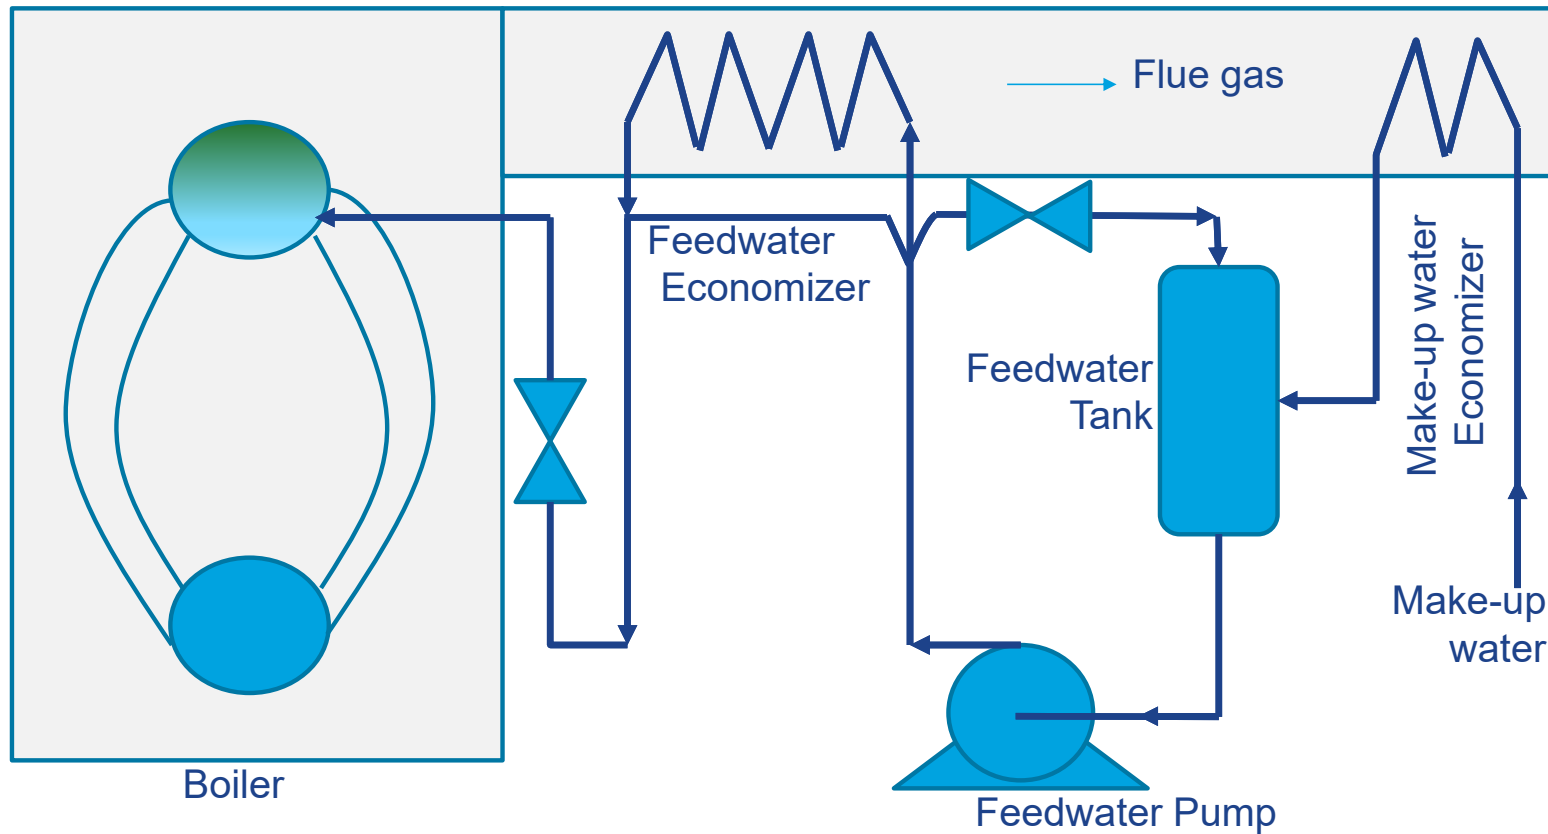 Flue gas
Feedwater
Economizer
Make-up water
Economizer
Feedwater
Tank
Make-up
water
Boiler
Feedwater Pump